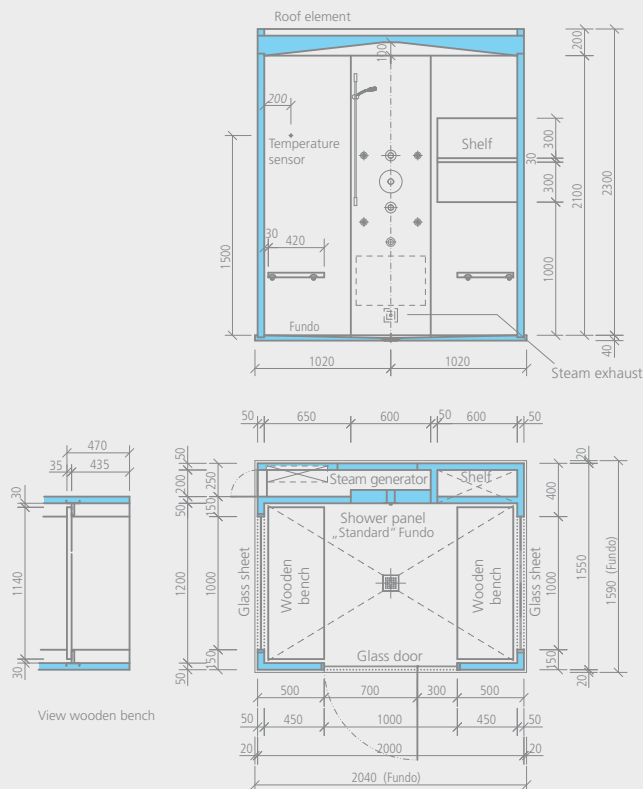 Roof element
200
100
200
Temperature
sensor
Shelf
300
30
300
2100
2300
1500
30
420
1000
Fundo
40
1020
1020
Steam exhaust
50
650
600
50
600
50
470
35
435
30
1140
30
View wooden bench
50
200
250
50
150
1200
1000
150
50
Steam generator
Shelf
Shower panel
„Standard“ Fundo
Glass sheet
Wooden
bench
Wooden
bench
Glass sheet
Glass door
20
400
1000
1550
1590 (Fundo)
150
20
500
700
300
500
50
450
1000
450
50
20
2000
20
2040 (Fundo)